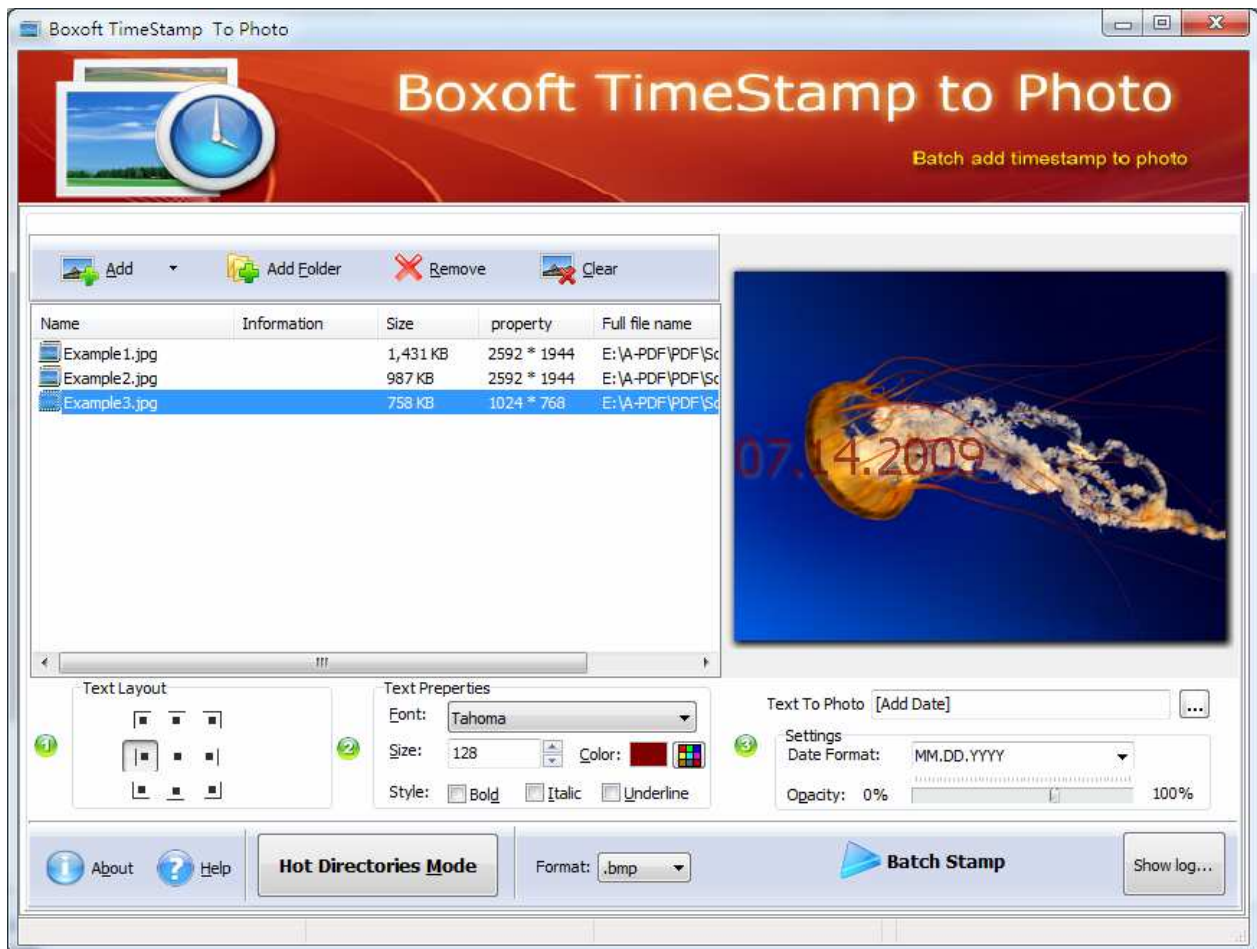 Boxoft TimeStamp To Photo
Boxoft TimeStamp to Photo
Batch add timestamp to photo
Add
Add Folder
Remove
Clear
Name Information Size property Full file name
Example1.jpg 1,431 KB 2592 * 1944 E:\A-PDF\PDF\Sc
Example2.jpg 987 KB 2592 * 1944 E:\A-PDF\PDF\Sc
Example3.jpg 758 KB 1024 * 768 E:\A-PDF\PDF\Sc
07.14.2009
1
Text Layout
2
Text Preperties
Font: Tahoma
Size: 128 Color:
Style: Bold Italic Underline
3
Text To Photo [Add Date] ...
Settings
Date Format: MM.DD.YYYY
Opacity: 0% 100%
About
Help
Hot Directories Mode
Format: .bmp
Batch Stamp
Show log...